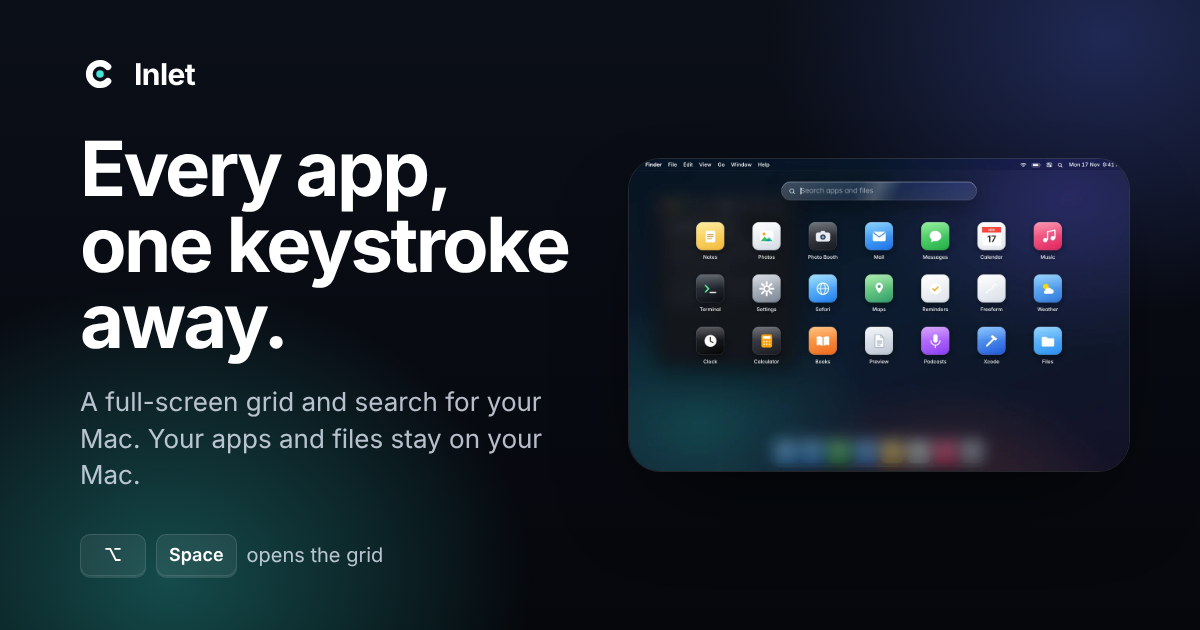 Inlet
Every app,
one keystroke
away.
A full-screen grid and search for your
Mac. Your apps and files stay on your
Mac.
⌥ Space opens the grid
Finder File Edit View Go Window Help Mon 17 Nov 9:41
Search apps and files
17
Notes Photos Photo Booth Mail Messages Calendar Music
Terminal Settings Safari Maps Reminders Freeform Weather
Clock Calculator Books Preview Podcasts Xcode Files